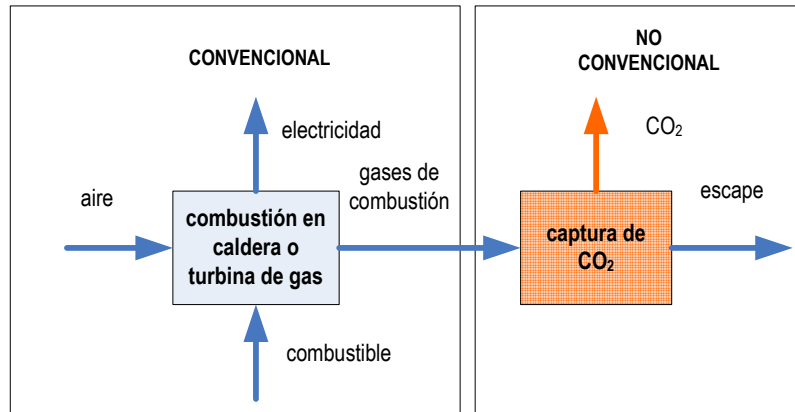 CONVENCIONAL
electricidad
aire
gases de
combustión
combustión en
caldera o
turbina de gas
combustible
NO
CONVENCIONAL
CO₂
escape
captura de
CO₂